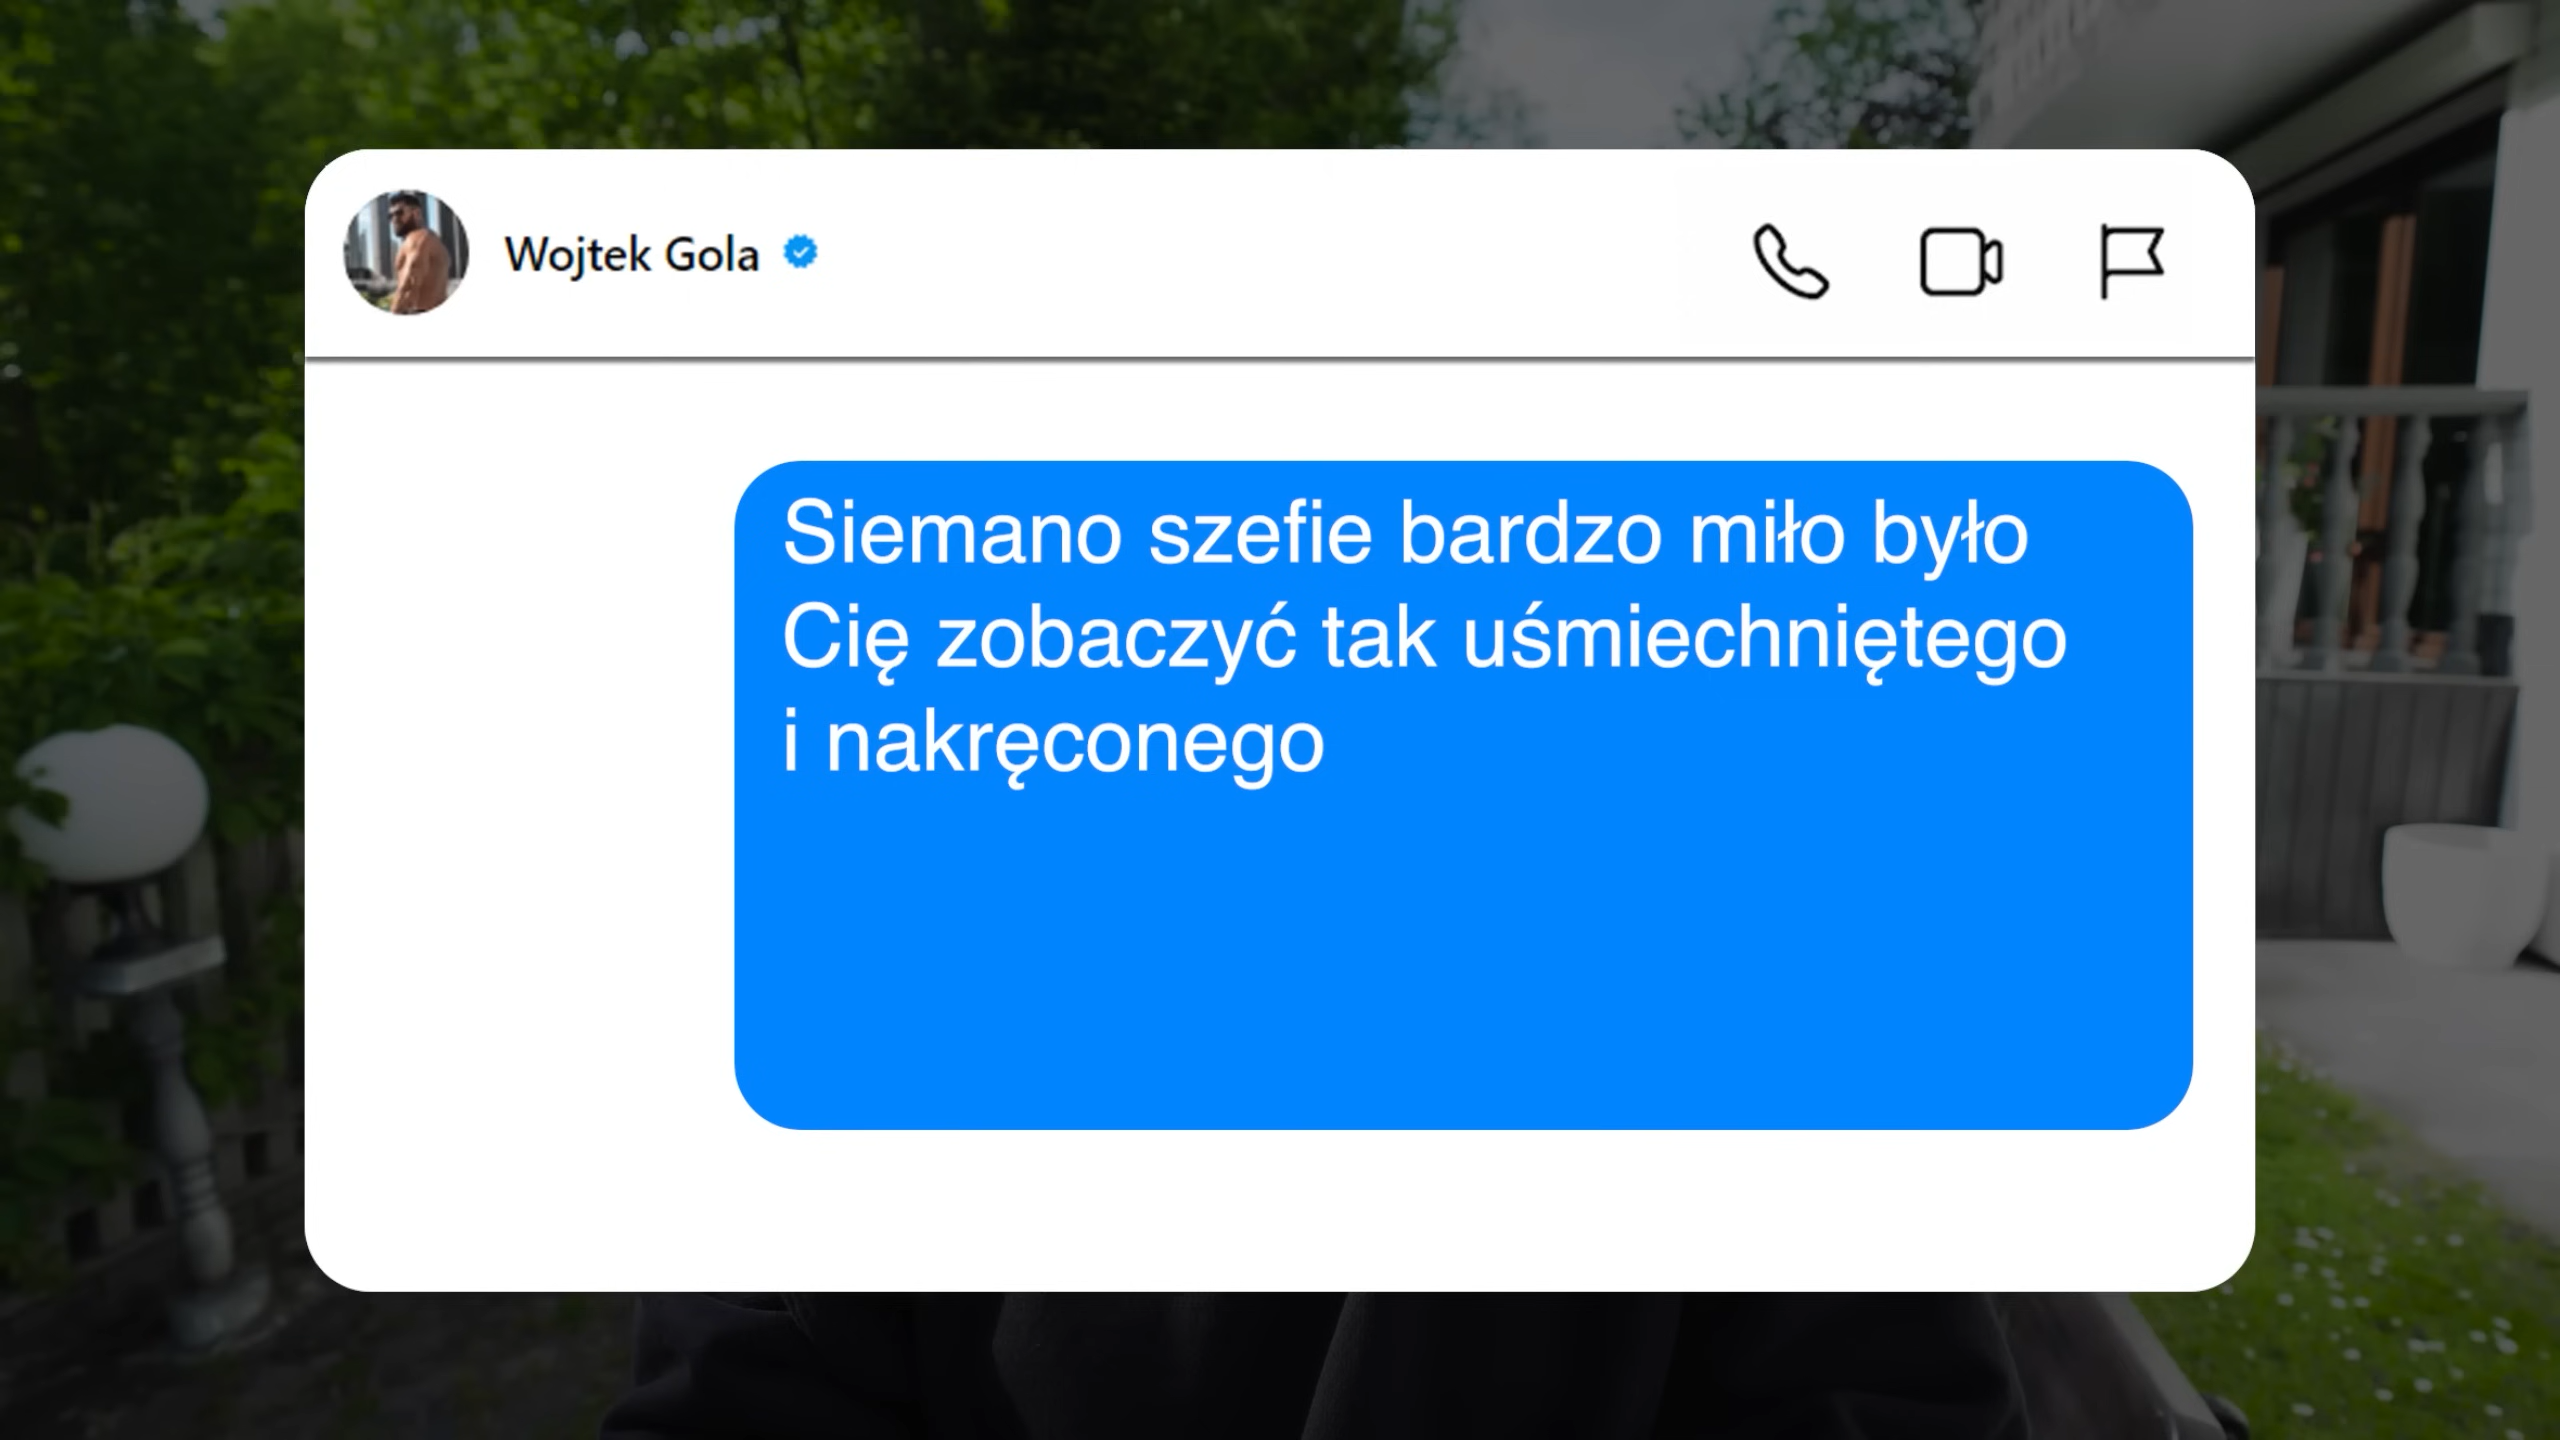 Wojtek Gola
Siemano szefie bardzo miło było
Cię zobaczyć tak uśmiechniętego
i nakręconego